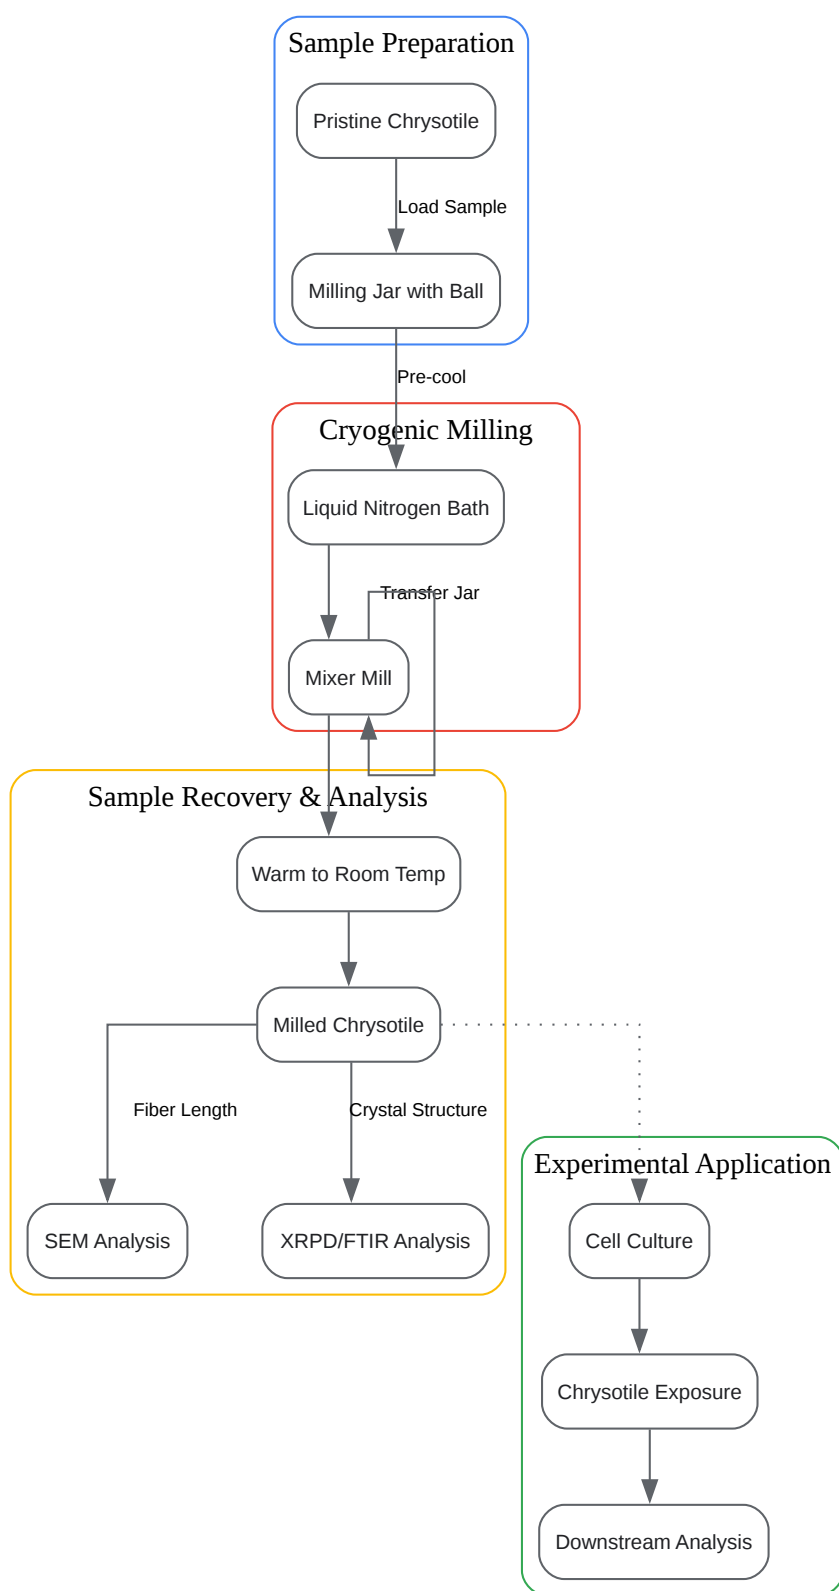 Sample Preparation
Pristine Chrysotile
Load Sample
Milling Jar with Ball
Pre-cool
Cryogenic Milling
Liquid Nitrogen Bath
Transfer Jar
Mixer Mill
Sample Recovery & Analysis
Warm to Room Temp
Milled Chrysotile
Fiber Length
Crystal Structure
SEM Analysis
XRPD/FTIR Analysis
Experimental Application
Cell Culture
Chrysotile Exposure
Downstream Analysis